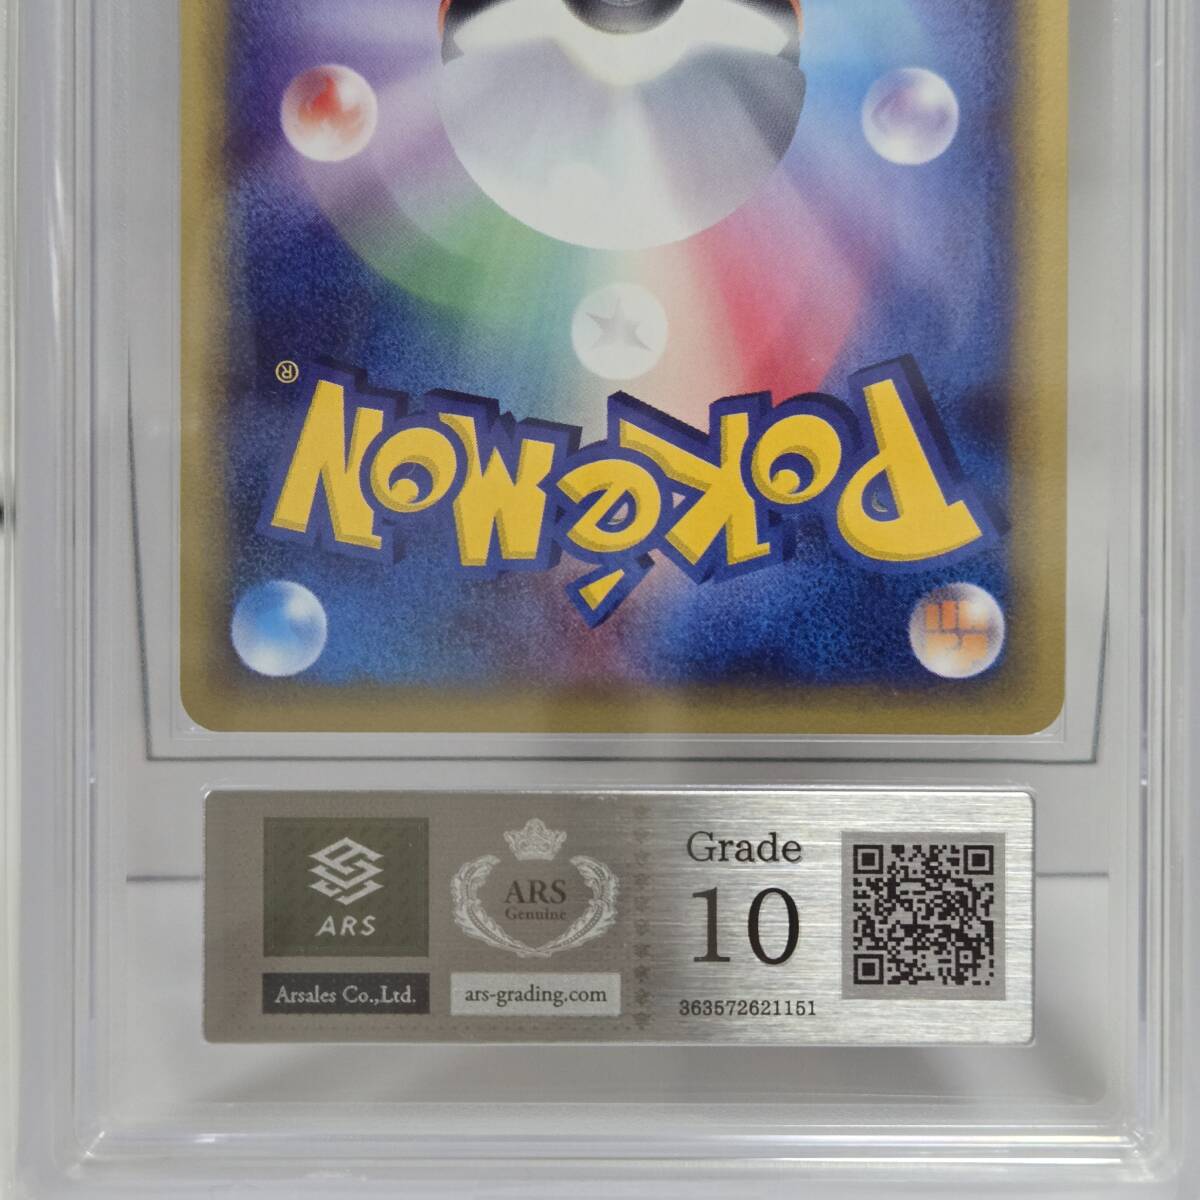 ®
POKéMON
ARS
Arsales Co.,Ltd.
ARS
Genuine
ars-grading.com
Grade
10
363572621151